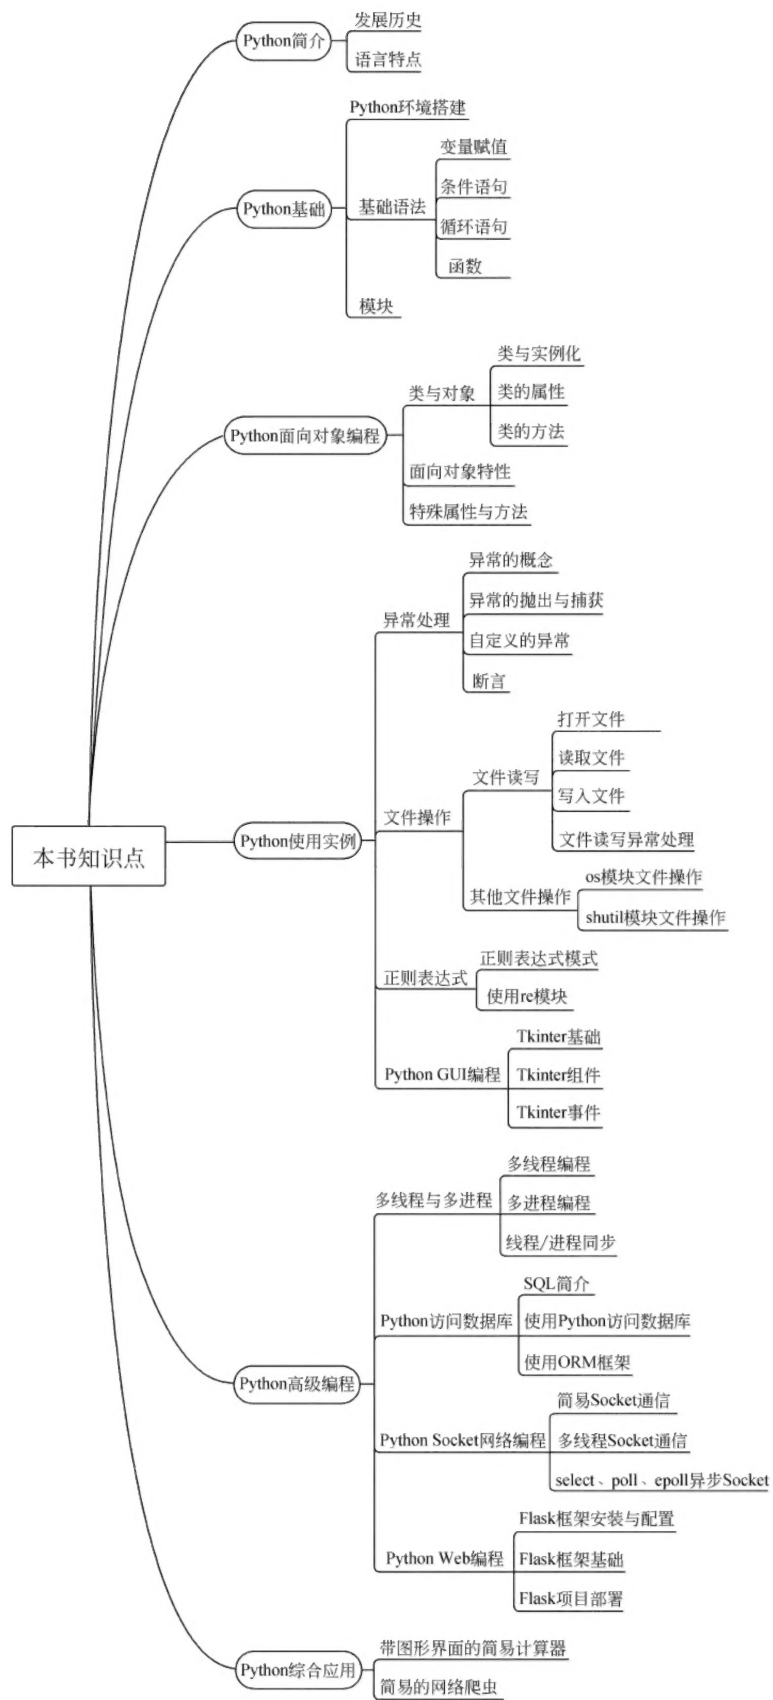 本书知识点
Python简介
发展历史
语言特点
Python基础
Python环境搭建
基础语法
变量赋值
条件语句
循环语句
函数
模块
Python面向对象编程
类与对象
类与实例化
类的属性
类的方法
面向对象特性
特殊属性与方法
Python使用实例
异常处理
异常的概念
异常的抛出与捕获
自定义的异常
断言
文件操作
文件读写
打开文件
读取文件
写入文件
文件读写异常处理
其他文件操作
os模块文件操作
shutil模块文件操作
正则表达式
正则表达式模式
使用re模块
Python GUI编程
Tkinter基础
Tkinter组件
Tkinter事件
Python高级编程
多线程与多进程
多线程编程
多进程编程
线程/进程同步
Python访问数据库
SQL简介
使用Python访问数据库
使用ORM框架
Python Socket网络编程
简易Socket通信
多线程Socket通信
select、poll、epoll异步Socket
Python Web编程
Flask框架安装与配置
Flask框架基础
Flask项目部署
Python综合应用
带图形界面的简易计算器
简易的网络爬虫